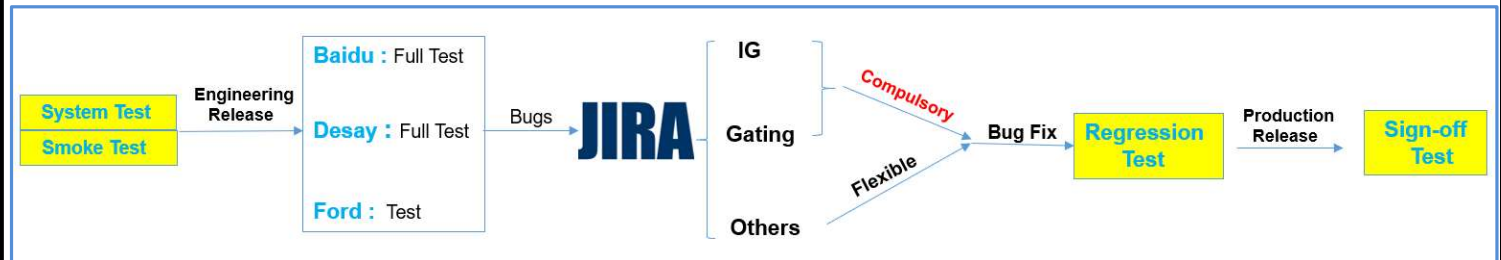 System Test
Smoke Test
Engineering
Release
Baidu : Full Test
Desay : Full Test
Ford : Test
Bugs
JIRA
IG
Gating
Others
Compulsory
Flexible
Bug Fix
Regression
Test
Production
Release
Sign-off
Test